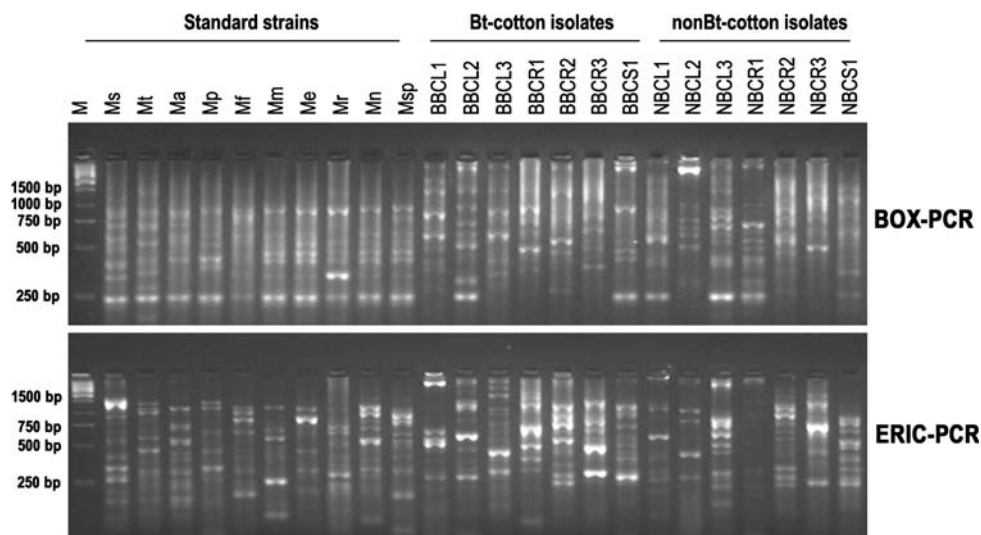 Standard strains Bt-cotton isolates nonBt-cotton isolates
M Ms Mt Ma Mp Mf Mm Me Mr Mn Msp BBCL1 BBCL2 BBCL3 BBCR1 BBCR2 BBCR3 BBCS1 NBCL1 NBCL2 NBCL3 NBCR1 NBCR2 NBCR3 NBCS1
1500 bp
1000 bp
750 bp
500 bp
250 bp
BOX-PCR
1500 bp
750 bp
500 bp
250 bp
ERIC-PCR